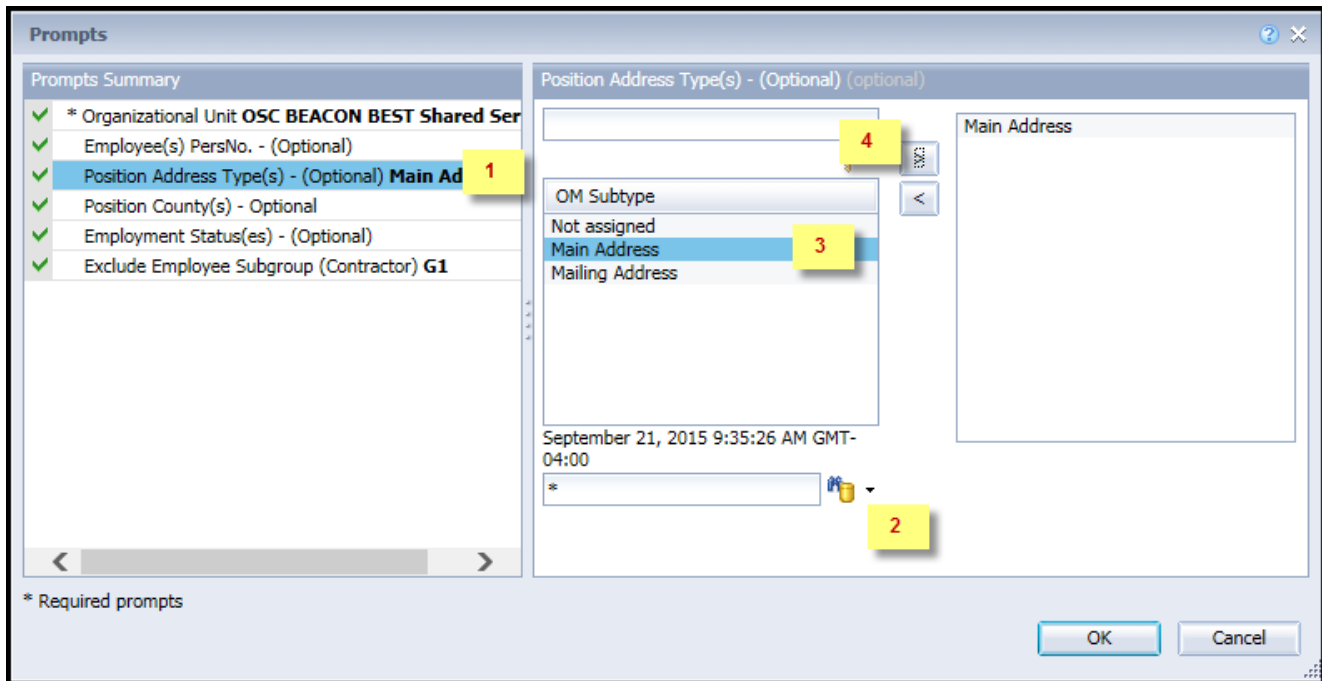 Prompts
Prompts Summary
* Organizational Unit OSC BEACON BEST Shared Ser
Employee(s) PersNo. - (Optional)
Position Address Type(s) - (Optional) Main Ad
1
Position County(s) - Optional
Employment Status(es) - (Optional)
Exclude Employee Subgroup (Contractor) G1
Position Address Type(s) - (Optional) (optional)
4
>
<
OM Subtype
Not assigned
Main Address
3
Mailing Address
September 21, 2015 9:35:26 AM GMT-
04:00
*
2
Main Address
* Required prompts
OK
Cancel